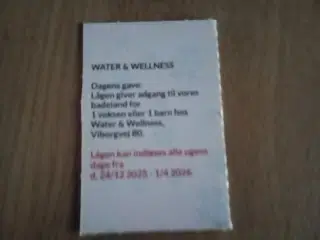 WATER & WELLNESS
Dagens gave:
Lågen giver adgang til vores
badeland for
1 voksen eller 1 barn hos
Water & Wellness,
Viborgvej 80.
Lågen kan indløses alle ugens
dage fra
d. 24/12 2025 - 1/4 2026